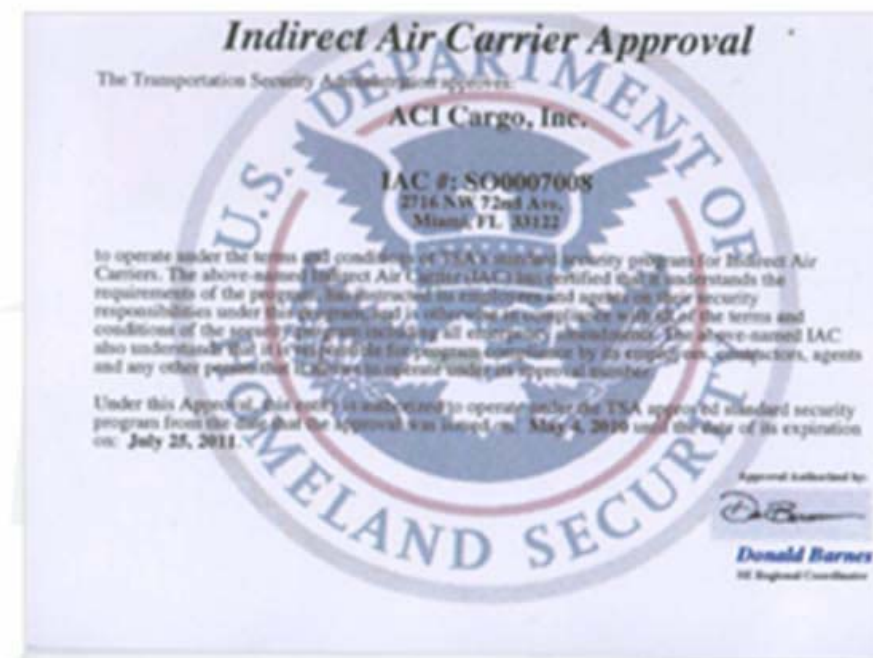 Indirect Air Carrier Approval
The Transportation Security Administration approves:
ACI Cargo, Inc.
IAC #: SO0007008
2716 NW 72nd Ave,
Miami, FL 33122
to operate under the terms and conditions of TSA's standard security program for Indirect Air
Carriers. The above-named Indirect Air Carrier (IAC) has certified that it understands the
requirements of the program, has instructed its employees and agents on their security
responsibilities under this program, and is otherwise in compliance with all of the terms and
conditions of the security program including all emergency amendments. The above-named IAC
also understands that it is responsible for program compliance by its employees, contractors, agents
and any other person that it allows to operate under its approval number.
Under this Approval, this entity is authorized to operate under the TSA approved standard security
program from the date that the approval was issued on: May 4, 2010 until the date of its expiration
on: July 25, 2011.
Approval Authorized by:
Donald Barnes
Regional Coordinator
U.S. DEPARTMENT OF
HOMELAND SECURITY